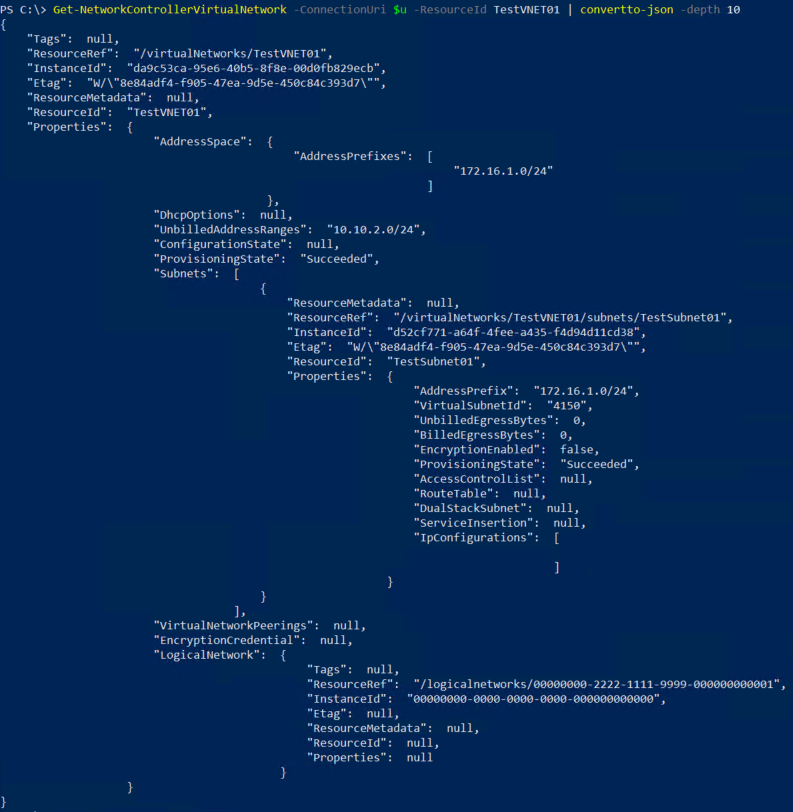 PS C:\> Get-NetworkControllerVirtualNetwork -ConnectionUri $u -ResourceId TestVNET01 | convertto-json -depth 10
{
    "Tags":  null,
    "ResourceRef":  "/virtualNetworks/TestVNET01",
    "InstanceId":  "da9c53ca-95e6-40b5-8f8e-00d0fb829ecb",
    "Etag":  "W/\"8e84adf4-f905-47ea-9d5e-450c84c393d7\"",
    "ResourceMetadata":  null,
    "ResourceId":  "TestVNET01",
    "Properties":  {
                       "AddressSpace":  {
                                            "AddressPrefixes":  [
                                                                    "172.16.1.0/24"
                                                                ]
                                        },
                       "DhcpOptions":  null,
                       "UnbilledAddressRanges":  "10.10.2.0/24",
                       "ConfigurationState":  null,
                       "ProvisioningState":  "Succeeded",
                       "Subnets":  [
                                       {
                                           "ResourceMetadata":  null,
                                           "ResourceRef":  "/virtualNetworks/TestVNET01/subnets/TestSubnet01",
                                           "InstanceId":  "d52cf771-a64f-4fee-a435-f4d94d11cd38",
                                           "Etag":  "W/\"8e84adf4-f905-47ea-9d5e-450c84c393d7\"",
                                           "ResourceId":  "TestSubnet01",
                                           "Properties":  {
                                                              "AddressPrefix":  "172.16.1.0/24",
                                                              "VirtualSubnetId":  "4150",
                                                              "UnbilledEgressBytes":  0,
                                                              "BilledEgressBytes":  0,
                                                              "EncryptionEnabled":  false,
                                                              "ProvisioningState":  "Succeeded",
                                                              "AccessControlList":  null,
                                                              "RouteTable":  null,
                                                              "DualStackSubnet":  null,
                                                              "ServiceInsertion":  null,
                                                              "IpConfigurations":  [

                                                                                   ]
                                                          }
                                       }
                                   ],
                       "VirtualNetworkPeerings":  null,
                       "EncryptionCredential":  null,
                       "LogicalNetwork":  {
                                              "Tags":  null,
                                              "ResourceRef":  "/logicalnetworks/00000000-2222-1111-9999-000000000001",
                                              "InstanceId":  "00000000-0000-0000-0000-000000000000",
                                              "Etag":  null,
                                              "ResourceMetadata":  null,
                                              "ResourceId":  null,
                                              "Properties":  null
                                          }
                   }
}